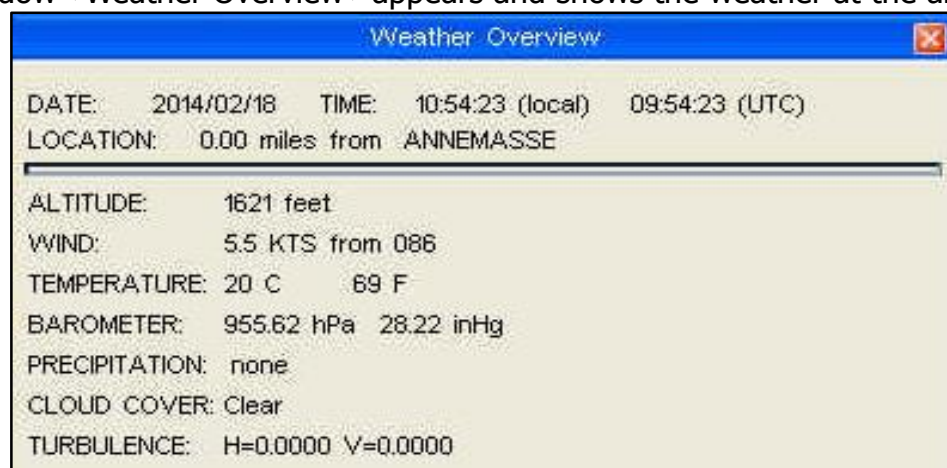 Weather Overview
DATE: 2014/02/18 TIME: 10:54:23 (local) 09:54:23 (UTC)
LOCATION: 0.00 miles from ANNEMASSE
ALTITUDE: 1621 feet
WIND: 5.5 KTS from 086
TEMPERATURE: 20 C 69 F
BAROMETER: 955.62 hPa 28.22 inHg
PRECIPITATION: none
CLOUD COVER: Clear
TURBULENCE: H=0.0000 V=0.0000